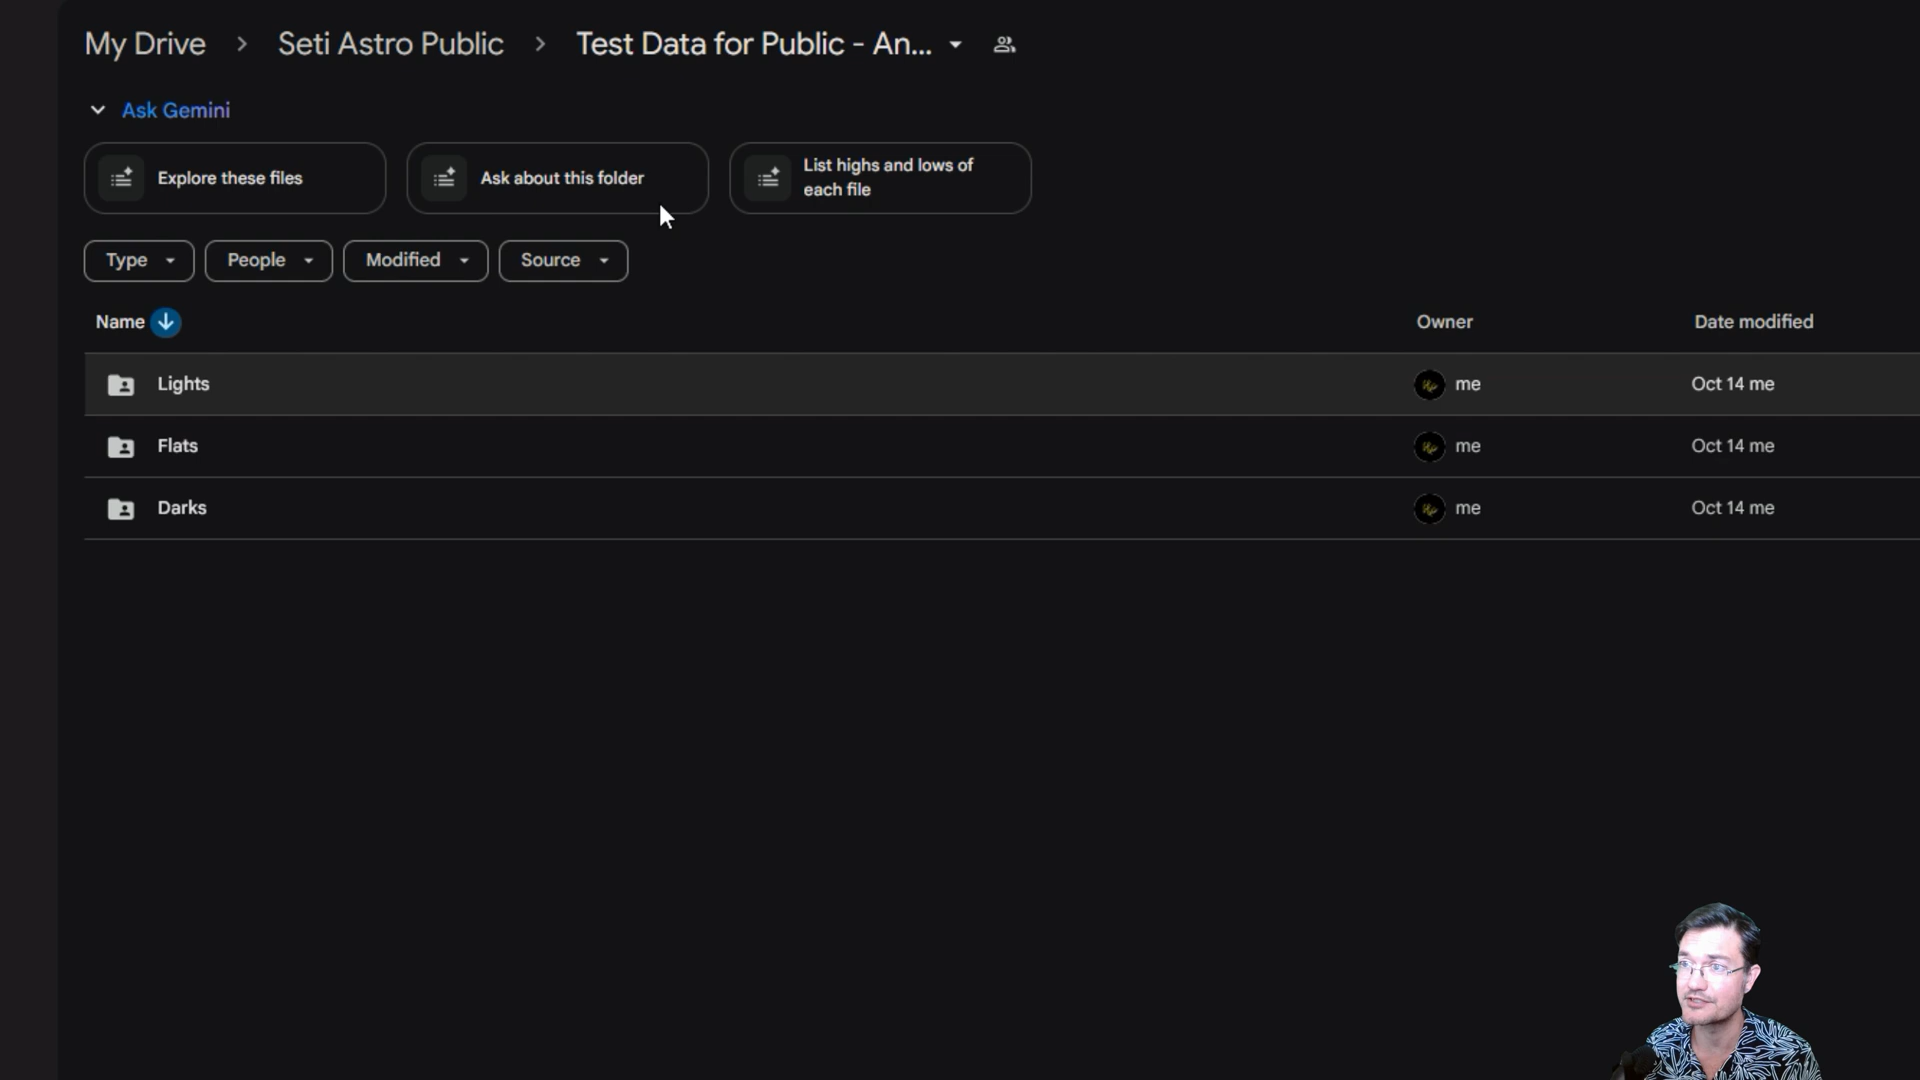 My Drive > Seti Astro Public > Test Data for Public - An...
Ask Gemini
Explore these files
Ask about this folder
List highs and lows of
each file
Type People Modified Source
Name Owner Date modified
Lights me Oct 14 me
Flats me Oct 14 me
Darks me Oct 14 me